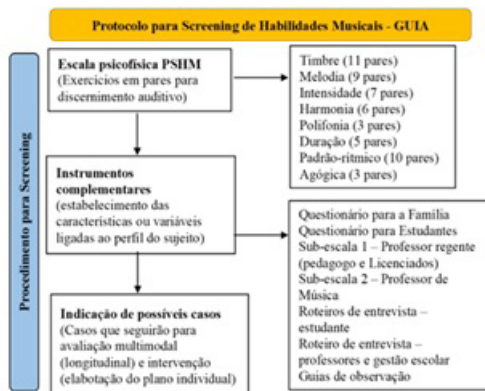 Protocolo para Screening de Habilidades Musicais - GUIA
Procedimento para Screening
Escala psicofísica PSHM
(Exercícios em pares para
discernimento auditivo)
Timbre (11 pares)
Melodia (9 pares)
Intensidade (7 pares)
Harmonia (6 pares)
Polifonia (3 pares)
Duração (5 pares)
Padrão-rítmico (10 pares)
Agógica (3 pares)
Instrumentos
complementares
(estabelecimento das
características ou variáveis
ligadas ao perfil do sujeito)
Questionário para a Família
Questionário para Estudantes
Sub-escala 1 – Professor regente
(pedagogo e Licenciados)
Sub-escala 2 – Professor de
Música
Roteiros de entrevista –
estudante
Roteiro de entrevista –
professores e gestão escolar
Guias de observação
Indicação de possíveis casos
(Casos que seguirão para
avaliação multimodal
(longitudinal) e intervenção
(elabotação do plano individual)